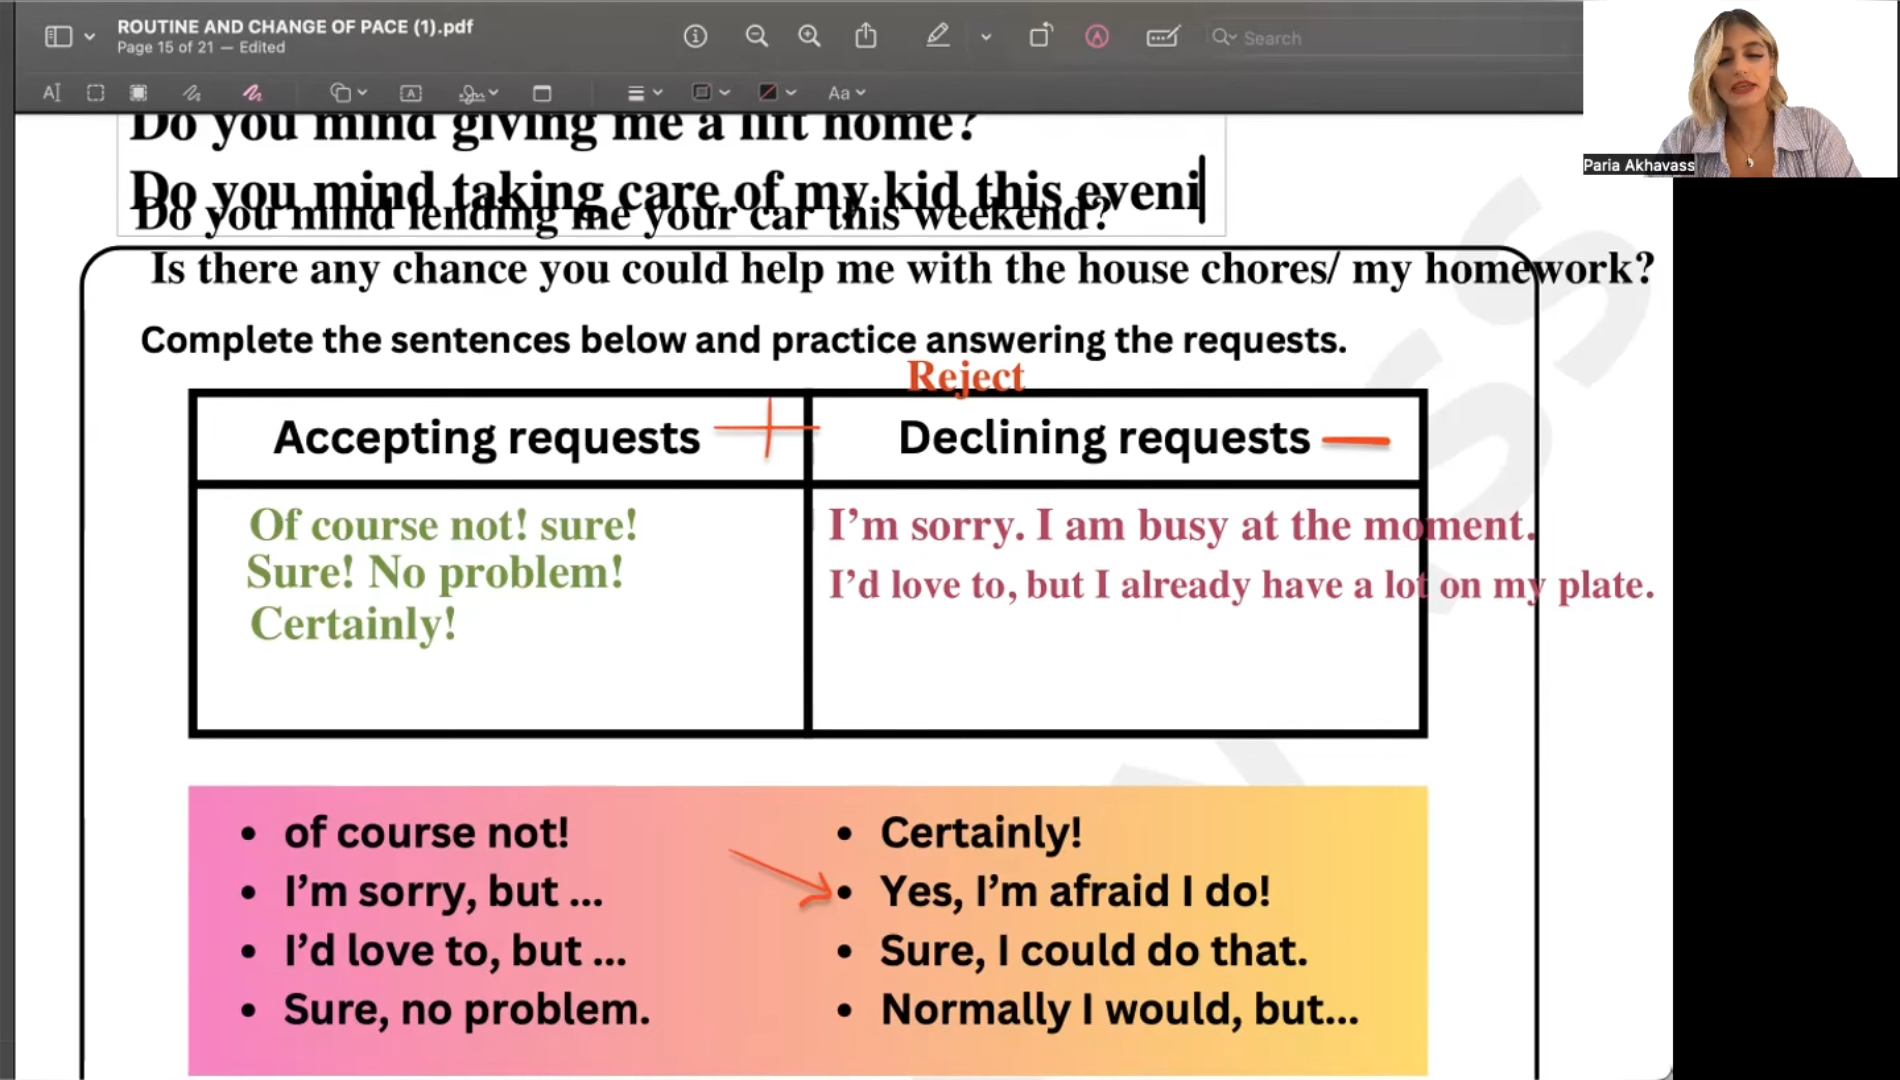 ROUTINE AND CHANGE OF PACE (1).pdf
Page 15 of 21 — Edited
Search
Aa
Paria Akhavass
Do you mind giving me a lift home?
Do you mind taking care of my kid this eveni
Do you mind lending me your car this weekend?
Is there any chance you could help me with the house chores/ my homework?
Complete the sentences below and practice answering the requests.
Reject
Accepting requests
Declining requests
Of course not! sure!
Sure! No problem!
Certainly!
I'm sorry. I am busy at the moment.
I'd love to, but I already have a lot on my plate.
• of course not!
• I'm sorry, but ...
• I'd love to, but ...
• Sure, no problem.
• Certainly!
• Yes, I'm afraid I do!
• Sure, I could do that.
• Normally I would, but...